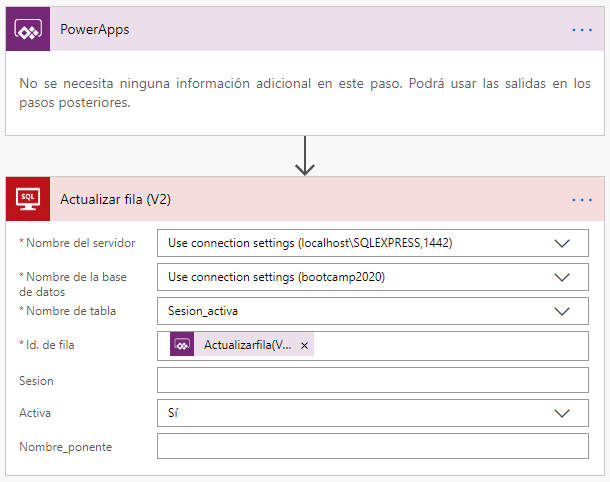 PowerApps
No se necesita ninguna información adicional en este paso. Podrá usar las salidas en los
pasos posteriores.
SQL
Actualizar fila (V2)
* Nombre del servidor
Use connection settings (localhost\SQLEXPRESS,1442)
* Nombre de la base
de datos
Use connection settings (bootcamp2020)
* Nombre de tabla
Sesion_activa
* Id. de fila
Actualizarfila(V...
Sesion
Activa
Sí
Nombre_ponente